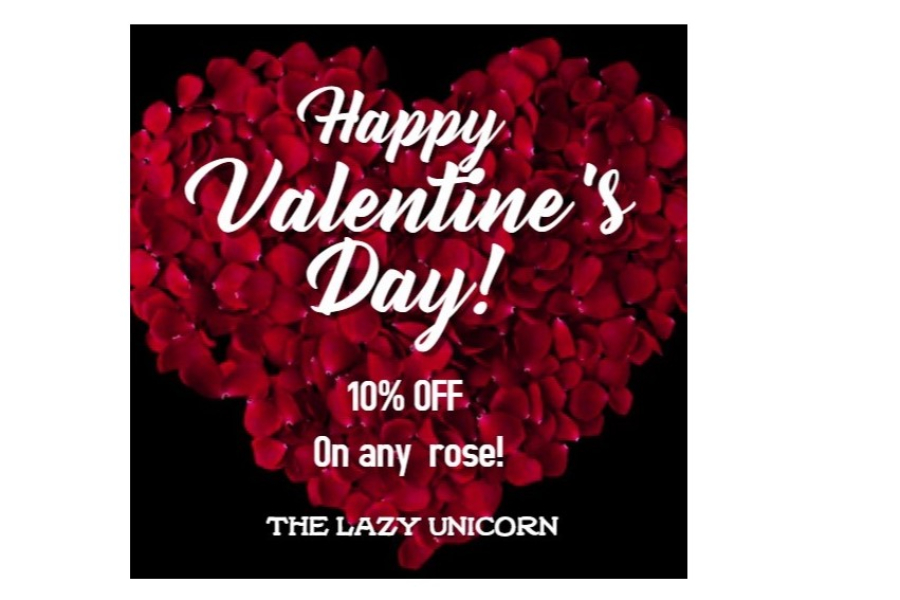 Happy
Valentine's
Day!
10% OFF
On any rose!
THE LAZY UNICORN